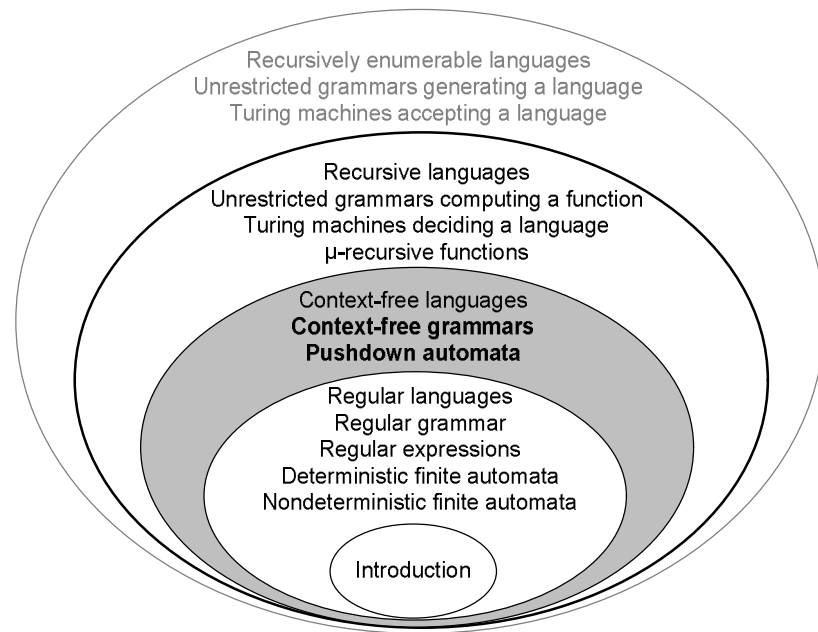 Recursively enumerable languages
Unrestricted grammars generating a language
Turing machines accepting a language
Recursive languages
Unrestricted grammars computing a function
Turing machines deciding a language
μ-recursive functions
Context-free languages
Context-free grammars
Pushdown automata
Regular languages
Regular grammar
Regular expressions
Deterministic finite automata
Nondeterministic finite automata
Introduction